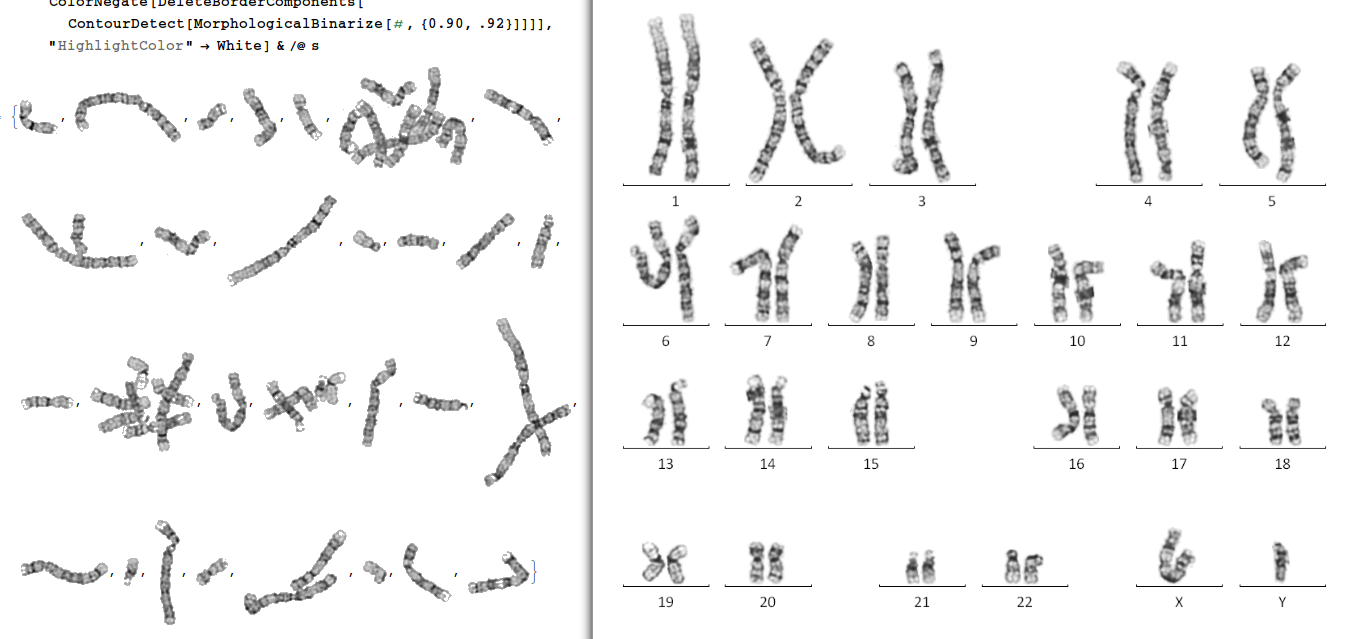 ColorNegate[DeleteBorderComponents[
ContourDetect[MorphologicalBinarize[#, {0.90, .92}]]]]],
"HighlightColor" → White] & /@ s
{ , , , , , , ,
, , , , , , ,
, , , , , , ,
, , , , , , , }
1 2 3 4 5
6 7 8 9 10 11 12
13 14 15 16 17 18
19 20 21 22 X Y